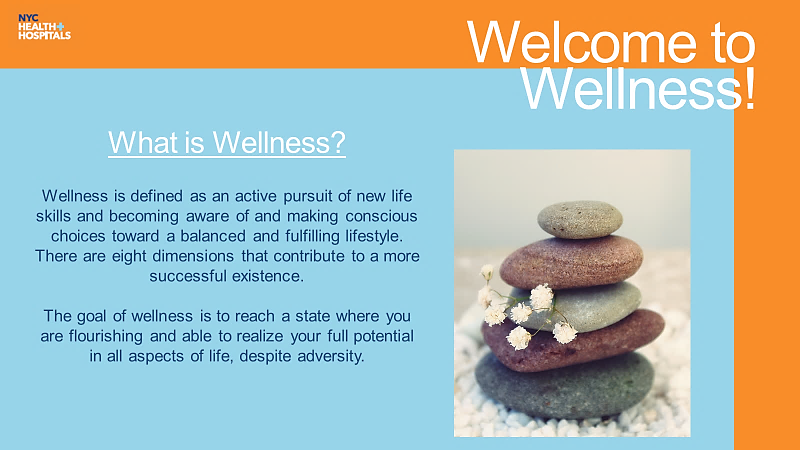 NYC
HEALTH+
HOSPITALS
Welcome to
Wellness!
What is Wellness?
Wellness is defined as an active pursuit of new life
skills and becoming aware of and making conscious
choices toward a balanced and fulfilling lifestyle.
There are eight dimensions that contribute to a more
successful existence.
The goal of wellness is to reach a state where you
are flourishing and able to realize your full potential
in all aspects of life, despite adversity.